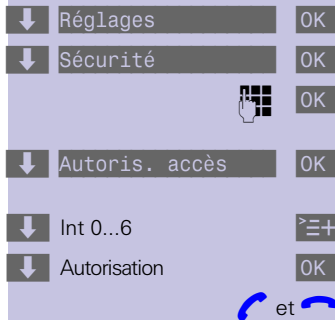 Réglages OK
Sécurité OK
OK
Autoris. accès OK
Int 0...6
Autorisation OK
et